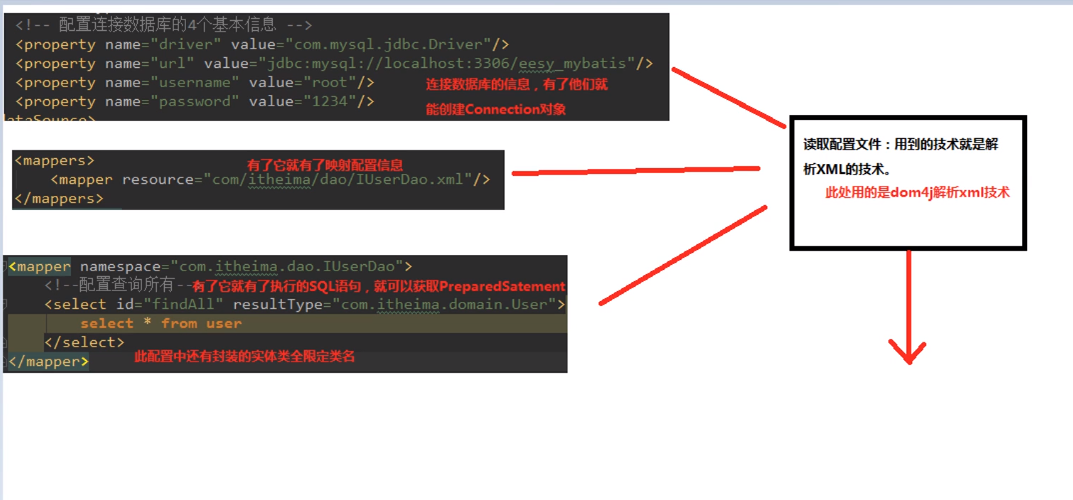 <!-- 配置连接数据库的4个基本信息 -->
<property name="driver" value="com.mysql.jdbc.Driver"/>
<property name="url" value="jdbc:mysql://localhost:3306/eesy_mybatis"/>
<property name="username" value="root"/>
<property name="password" value="1234"/>
连接数据库的信息，有了他们就
能创建Connection对象
dataSource>
<mappers>
有了它就有了映射配置信息
<mapper resource="com/itheima/dao/IUserDao.xml"/>
</mappers>
<mapper namespace="com.itheima.dao.IUserDao">
<!--配置查询所有--
有了它就有了执行的SQL语句，就可以获取PreparedSatement
<select id="findAll" resultType="com.itheima.domain.User">
select * from user
</select>
此配置中还有封装的实体类全限定类名
</mapper>
读取配置文件：用到的技术就是解
析XML的技术。
此处用的是dom4j解析xml技术